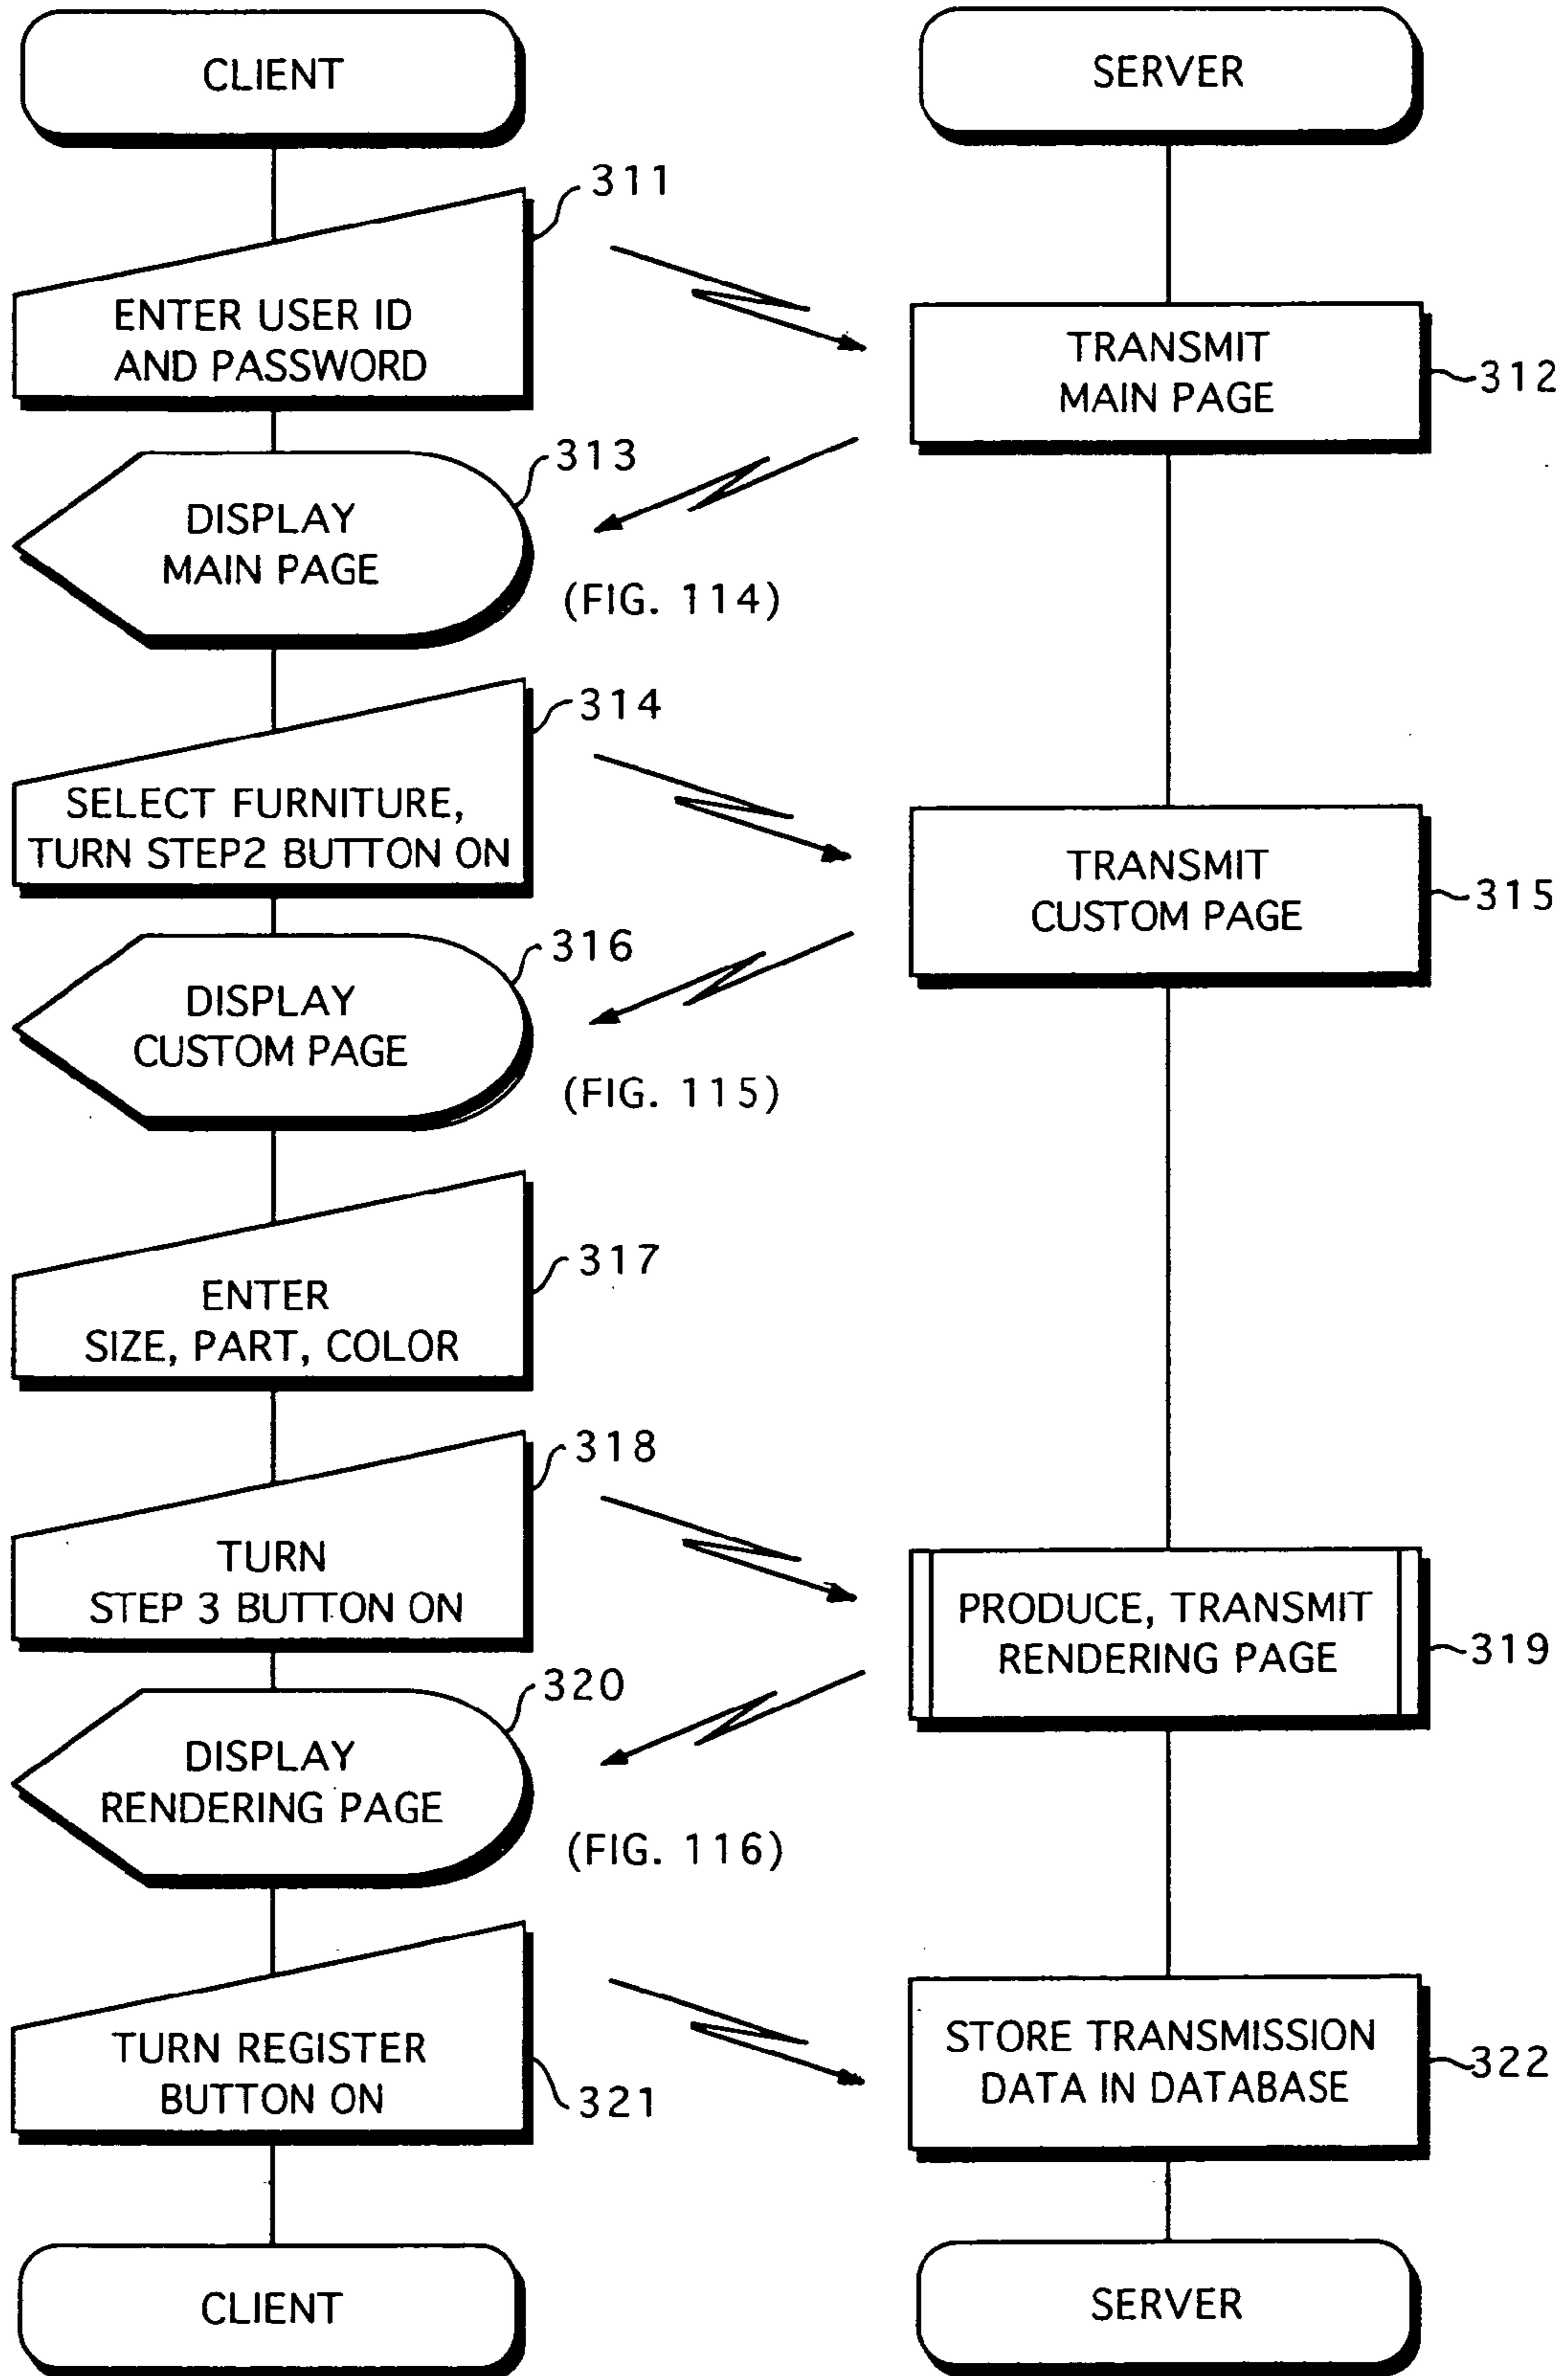 CLIENT
SERVER
311
ENTER USER ID
AND PASSWORD
TRANSMIT
MAIN PAGE
312
313
DISPLAY
MAIN PAGE
(FIG. 114)
314
SELECT FURNITURE,
TURN STEP2 BUTTON ON
TRANSMIT
CUSTOM PAGE
315
316
DISPLAY
CUSTOM PAGE
(FIG. 115)
317
ENTER
SIZE, PART, COLOR
318
TURN
STEP 3 BUTTON ON
PRODUCE, TRANSMIT
RENDERING PAGE
319
320
DISPLAY
RENDERING PAGE
(FIG. 116)
TURN REGISTER
BUTTON ON
321
STORE TRANSMISSION
DATA IN DATABASE
322
CLIENT
SERVER